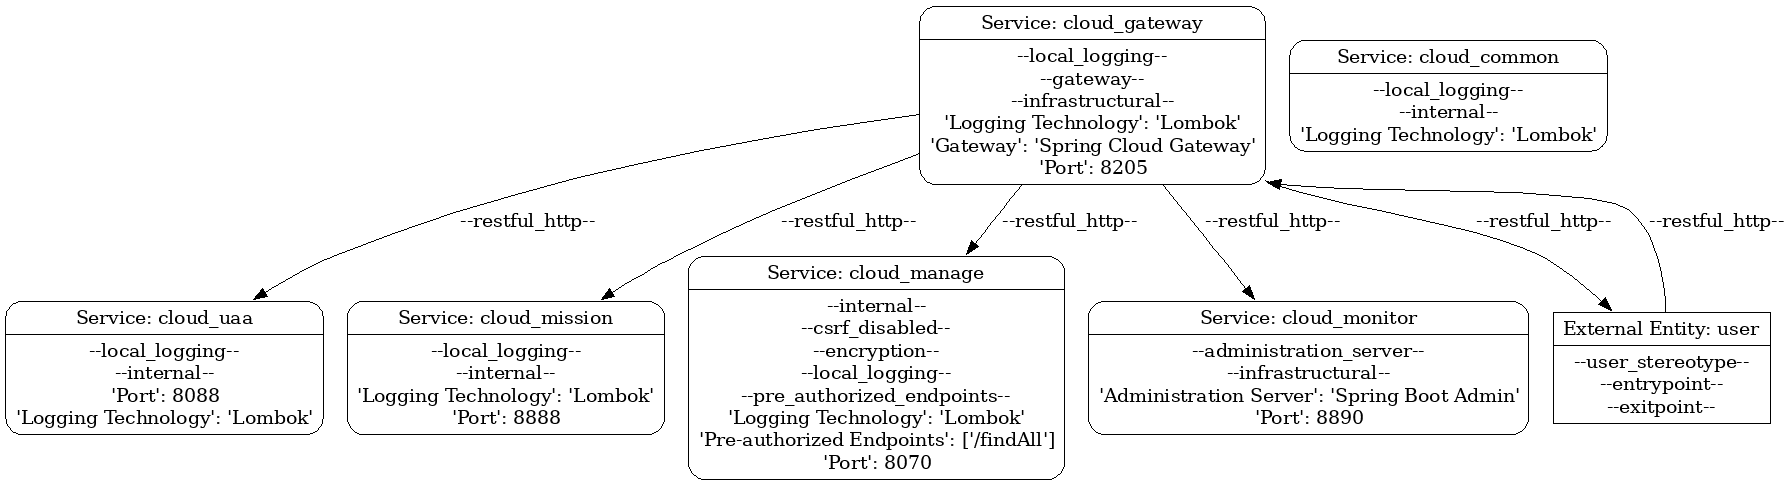 Service: cloud_gateway
--local_logging--
--gateway--
--infrastructural--
'Logging Technology': 'Lombok'
'Gateway': 'Spring Cloud Gateway'
'Port': 8205
Service: cloud_common
--local_logging--
--internal--
'Logging Technology': 'Lombok'
--restful_http--
--restful_http--
--restful_http--
--restful_http--
--restful_http--
--restful_http--
Service: cloud_uaa
--local_logging--
--internal--
'Port': 8088
'Logging Technology': 'Lombok'
Service: cloud_mission
--local_logging--
--internal--
'Logging Technology': 'Lombok'
'Port': 8888
Service: cloud_manage
--internal--
--csrf_disabled--
--encryption--
--local_logging--
--pre_authorized_endpoints--
'Logging Technology': 'Lombok'
'Pre-authorized Endpoints': ['/findAll']
'Port': 8070
Service: cloud_monitor
--administration_server--
--infrastructural--
'Administration Server': 'Spring Boot Admin'
'Port': 8890
External Entity: user
--user_stereotype--
--entrypoint--
--exitpoint--